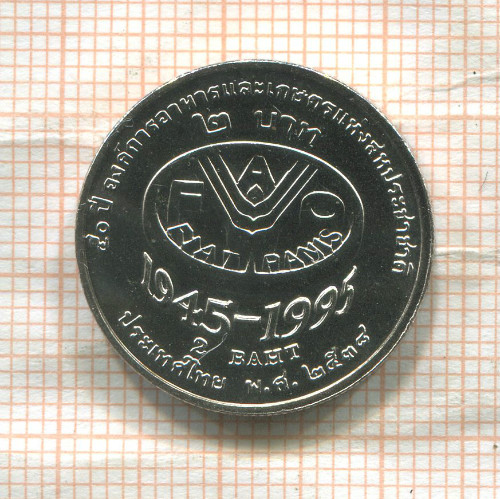 ๕๐ ปี องค์การอาหารและเกษตรแห่งสหประชาชาติ
๒ บาท
F A O
FIAT PANIS
1945-1995
2 BAHT
ประเทศไทย พ.ศ. ๒๕๓๘